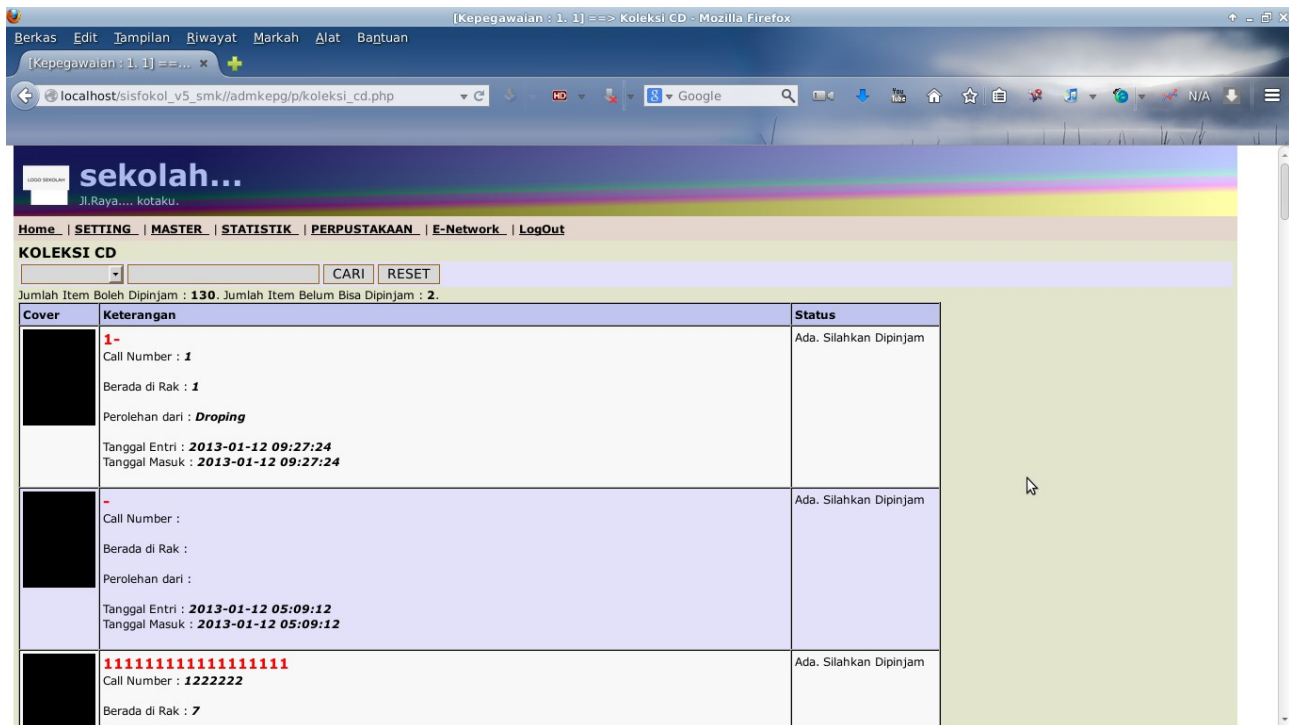 [Kepegawaian : 1. 1] ==> Koleksi CD - Mozilla Firefox
Berkas Edit Tampilan Riwayat Markah Alat Bantuan
[Kepegawaian : 1. 1] ==...
localhost/sisfokol_v5_smk//admkepg/p/koleksi_cd.php
HD
8 Google
You Tube
N/A
LOGO SEKOLAH
sekolah...
Jl.Raya.... kotaku.
Home | SETTING | MASTER | STATISTIK | PERPUSTAKAAN | E-Network | LogOut
KOLEKSI CD
CARI RESET
Jumlah Item Boleh Dipinjam : 130. Jumlah Item Belum Bisa Dipinjam : 2.
Cover Keterangan Status
1- Ada. Silahkan Dipinjam
Call Number : 1
Berada di Rak : 1
Perolehan dari : Droping
Tanggal Entri : 2013-01-12 09:27:24
Tanggal Masuk : 2013-01-12 09:27:24
- Ada. Silahkan Dipinjam
Call Number :
Berada di Rak :
Perolehan dari :
Tanggal Entri : 2013-01-12 05:09:12
Tanggal Masuk : 2013-01-12 05:09:12
111111111111111111 Ada. Silahkan Dipinjam
Call Number : 1222222
Berada di Rak : 7